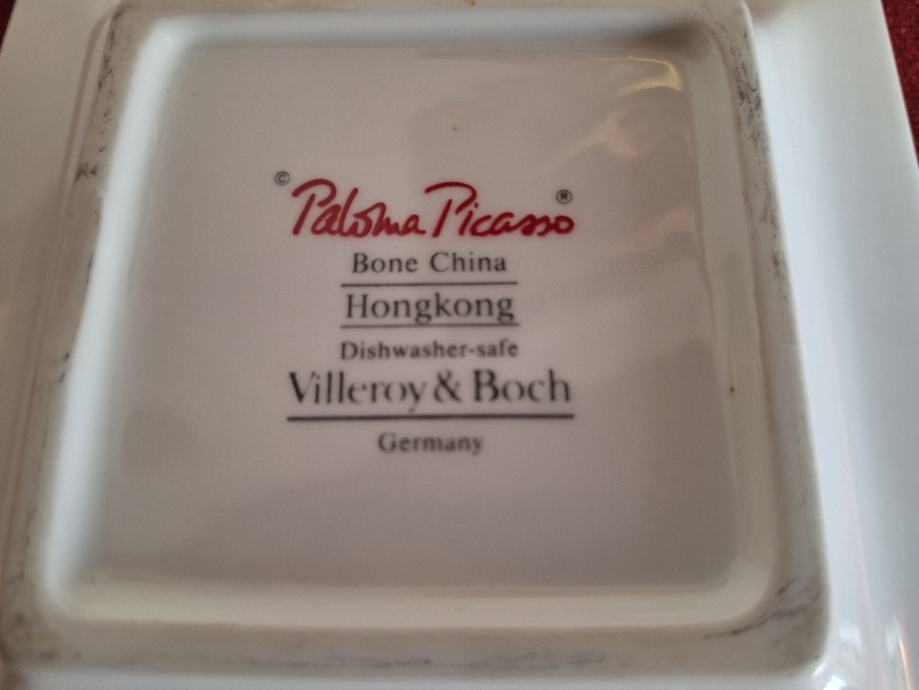 © Paloma Picasso ®
Bone China
Hongkong
Dishwasher-safe
Villeroy & Boch
Germany